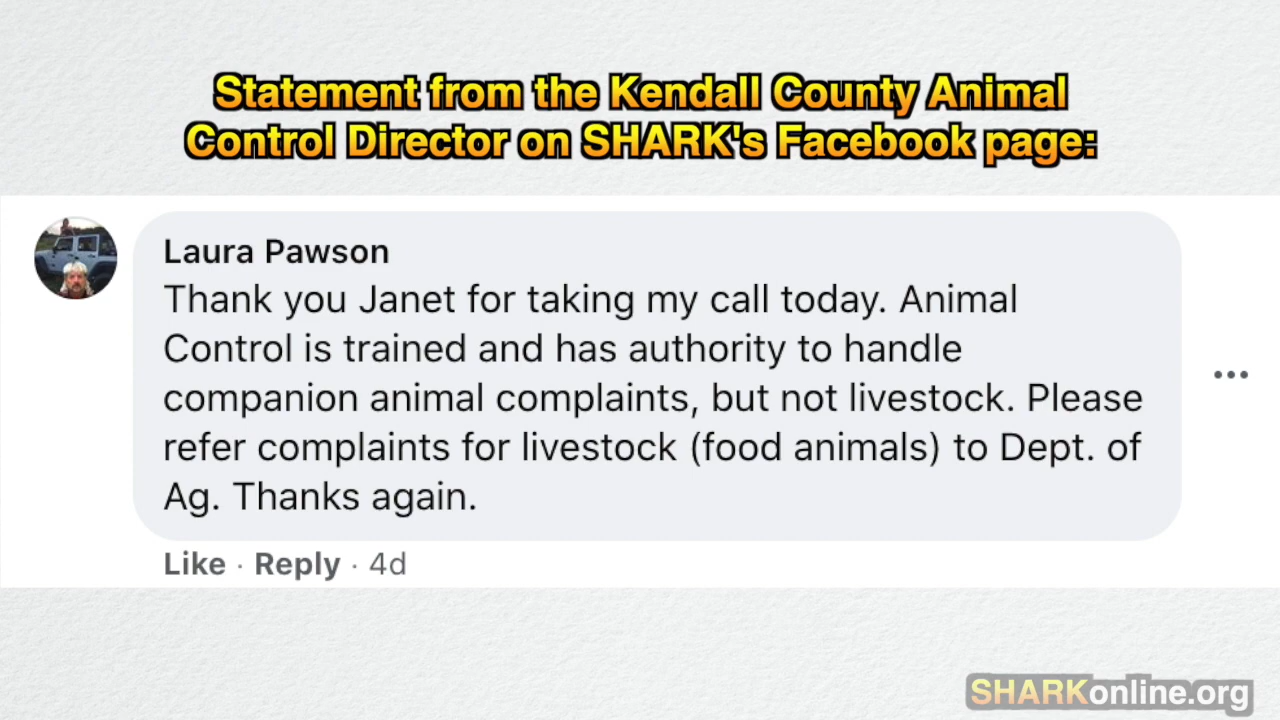 Statement from the Kendall County Animal
Control Director on SHARK's Facebook page:
Laura Pawson
Thank you Janet for taking my call today. Animal
Control is trained and has authority to handle
companion animal complaints, but not livestock. Please
refer complaints for livestock (food animals) to Dept. of
Ag. Thanks again.
Like · Reply · 4d
SHARKonline.org